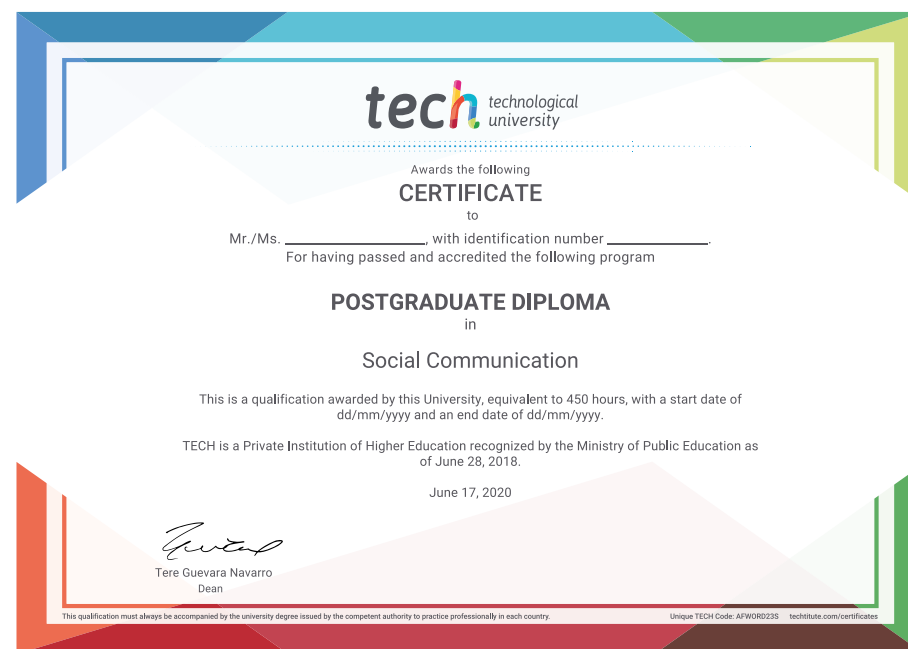 tech technological
university
Awards the following
CERTIFICATE
to
Mr./Ms. ____________________, with identification number ______________.
For having passed and accredited the following program
POSTGRADUATE DIPLOMA
in
Social Communication
This is a qualification awarded by this University, equivalent to 450 hours, with a start date of
dd/mm/yyyy and an end date of dd/mm/yyyy.
TECH is a Private Institution of Higher Education recognized by the Ministry of Public Education as
of June 28, 2018.
June 17, 2020
Tere Guevara Navarro
Dean
This qualification must always be accompanied by the university degree issued by the competent authority to practice professionally in each country. Unique TECH Code: AFWORD23S techtitute.com/certificates